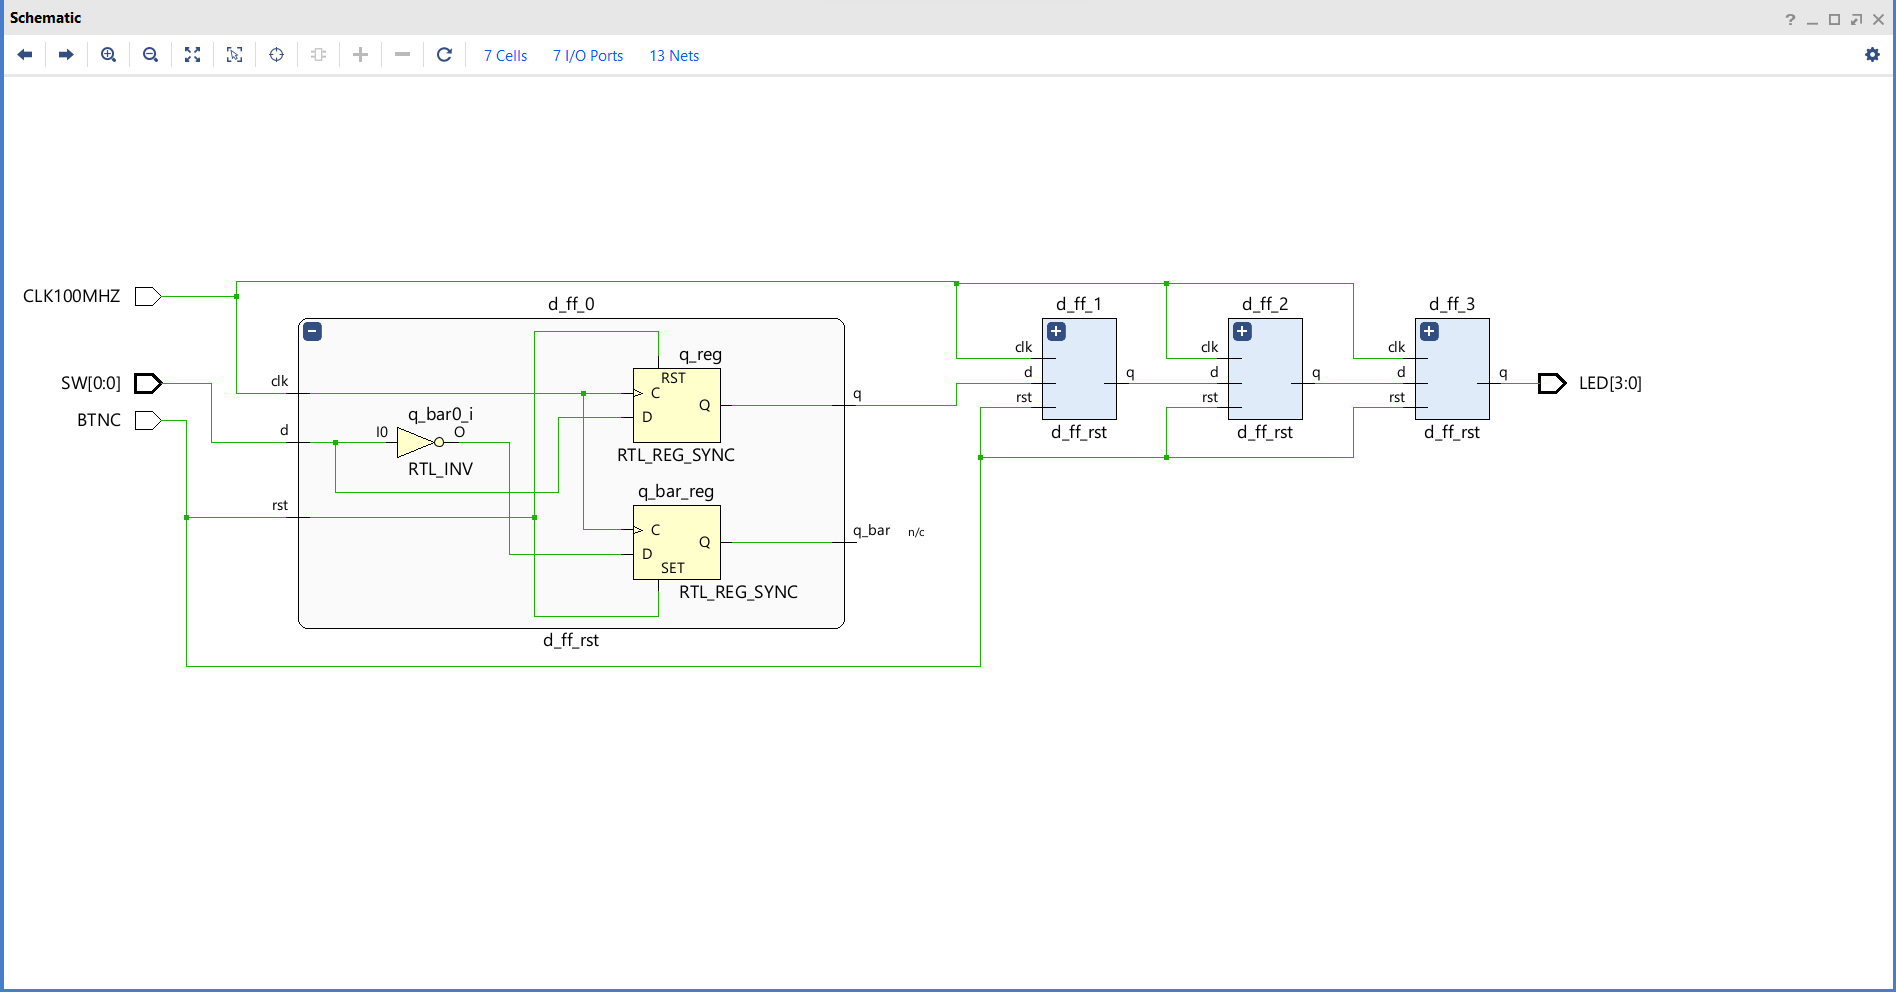 Schematic
7 Cells 7 I/O Ports 13 Nets
CLK100MHZ
SW[0:0]
BTNC
d_ff_0
clk
d
rst
q_bar0_i
I0
O
RTL_INV
q_reg
RST
C
D
Q
RTL_REG_SYNC
q_bar_reg
C
D
Q
SET
RTL_REG_SYNC
q
q_bar n/c
d_ff_rst
d_ff_1
clk
d
rst
q
d_ff_rst
d_ff_2
clk
d
rst
q
d_ff_rst
d_ff_3
clk
d
rst
q
d_ff_rst
LED[3:0]